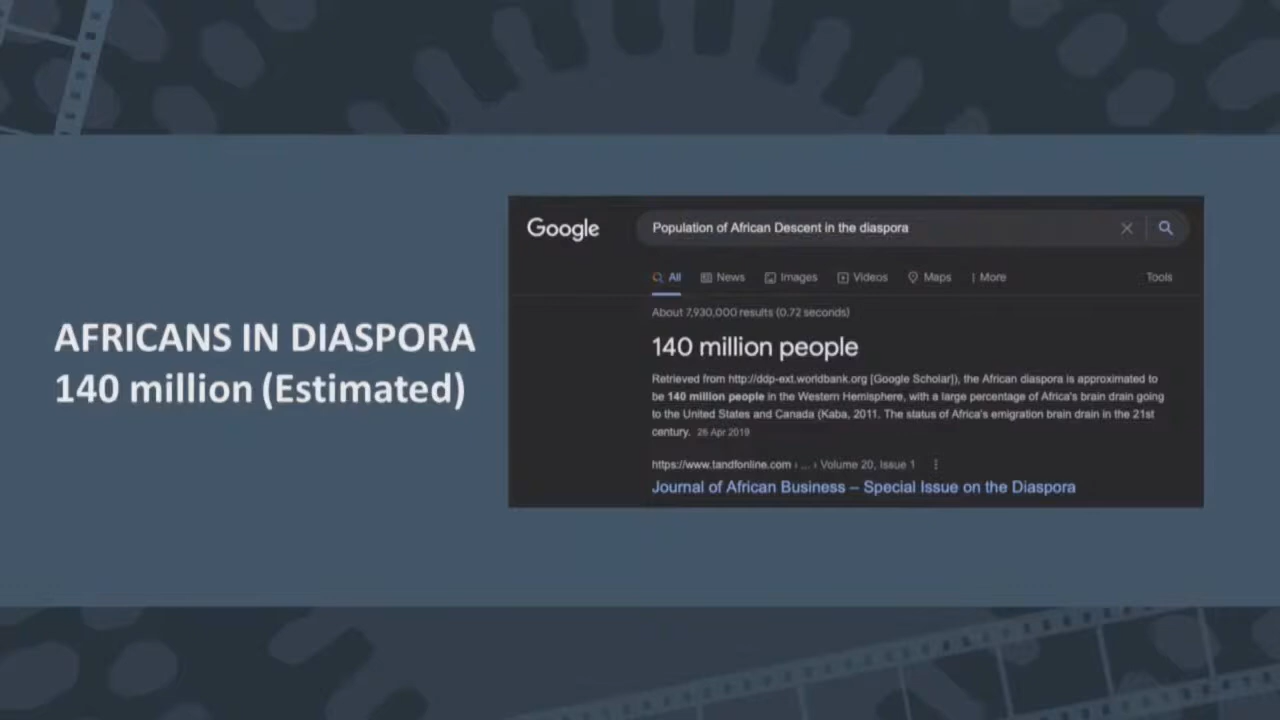 AFRICANS IN DIASPORA
140 million (Estimated)
Google
Population of African Descent in the diaspora
All News Images Videos Maps More Tools
About 7,930,000 results (0.72 seconds)
140 million people
Retrieved from http://ddp-ext.worldbank.org [Google Scholar]), the African diaspora is approximated to
be 140 million people in the Western Hemisphere, with a large percentage of Africa's brain drain going
to the United States and Canada (Kaba, 2011. The status of Africa's emigration brain drain in the 21st
century. 26 Apr 2019
https://www.tandfonline.com › ... › Volume 20, Issue 1
Journal of African Business – Special Issue on the Diaspora